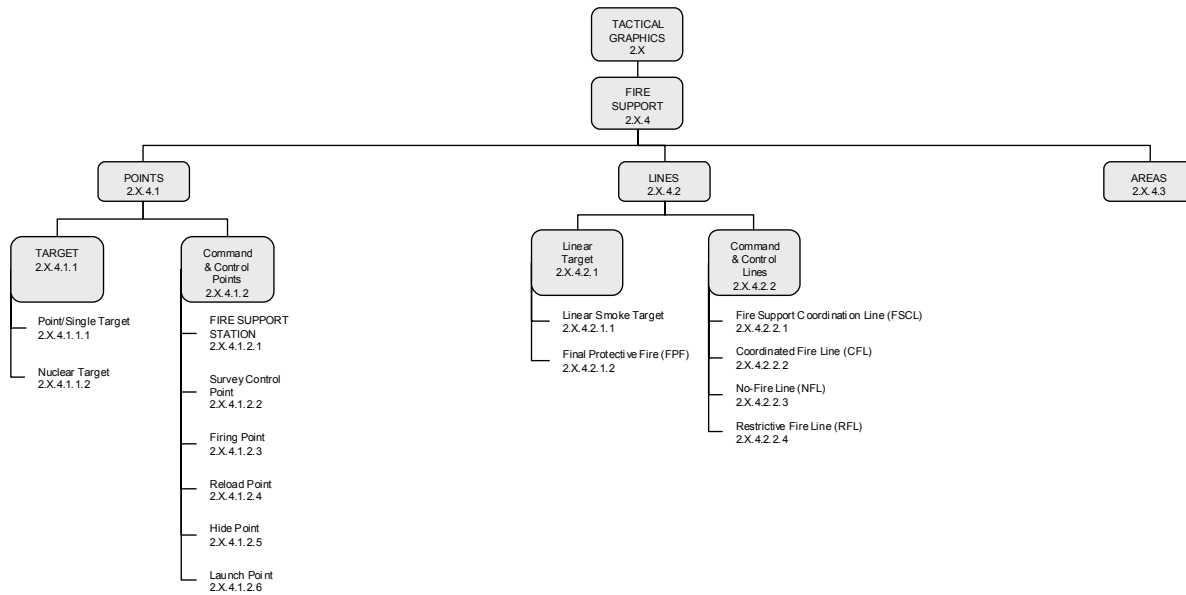 TACTICAL
GRAPHICS
2.X
FIRE
SUPPORT
2.X.4
POINTS
2.X.4.1
LINES
2.X.4.2
AREAS
2.X.4.3
TARGET
2.X.4.1.1
Point/Single Target
2.X.4.1.1.1
Nuclear Target
2.X.4.1.1.2
Command
& Control
Points
2.X.4.1.2
FIRE SUPPORT
STATION
2.X.4.1.2.1
Survey Control
Point
2.X.4.1.2.2
Firing Point
2.X.4.1.2.3
Reload Point
2.X.4.1.2.4
Hide Point
2.X.4.1.2.5
Launch Point
2.X.4.1.2.6
Linear
Target
2.X.4.2.1
Linear Smoke Target
2.X.4.2.1.1
Final Protective Fire (FPF)
2.X.4.2.1.2
Command
& Control
Lines
2.X.4.2.2
Fire Support Coordination Line (FSCL)
2.X.4.2.2.1
Coordinated Fire Line (CFL)
2.X.4.2.2.2
No-Fire Line (NFL)
2.X.4.2.2.3
Restrictive Fire Line (RFL)
2.X.4.2.2.4